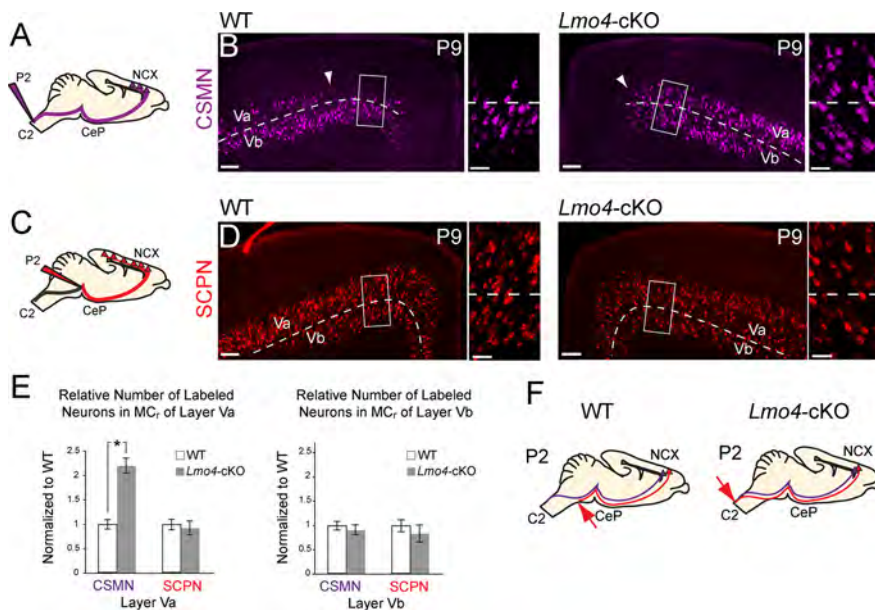 WT
Lmo4-cKO
A
P2
NCX
C2
CeP
CSMN
B
P9
Va
Vb
P9
Va
Vb
WT
Lmo4-cKO
C
P2
NCX
C2
CeP
SCPN
D
P9
Va
Vb
P9
Va
Vb
E
Relative Number of Labeled
Neurons in MCr of Layer Va
Normalized to WT
2.5
2
1.5
1
0.5
0
*
WT
Lmo4-cKO
CSMN
SCPN
Layer Va
Relative Number of Labeled
Neurons in MCr of Layer Vb
Normalized to WT
2.5
2
1.5
1
0.5
0
WT
Lmo4-cKO
CSMN
SCPN
Layer Vb
F
WT
Lmo4-cKO
P2
NCX
C2
CeP
P2
NCX
C2
CeP